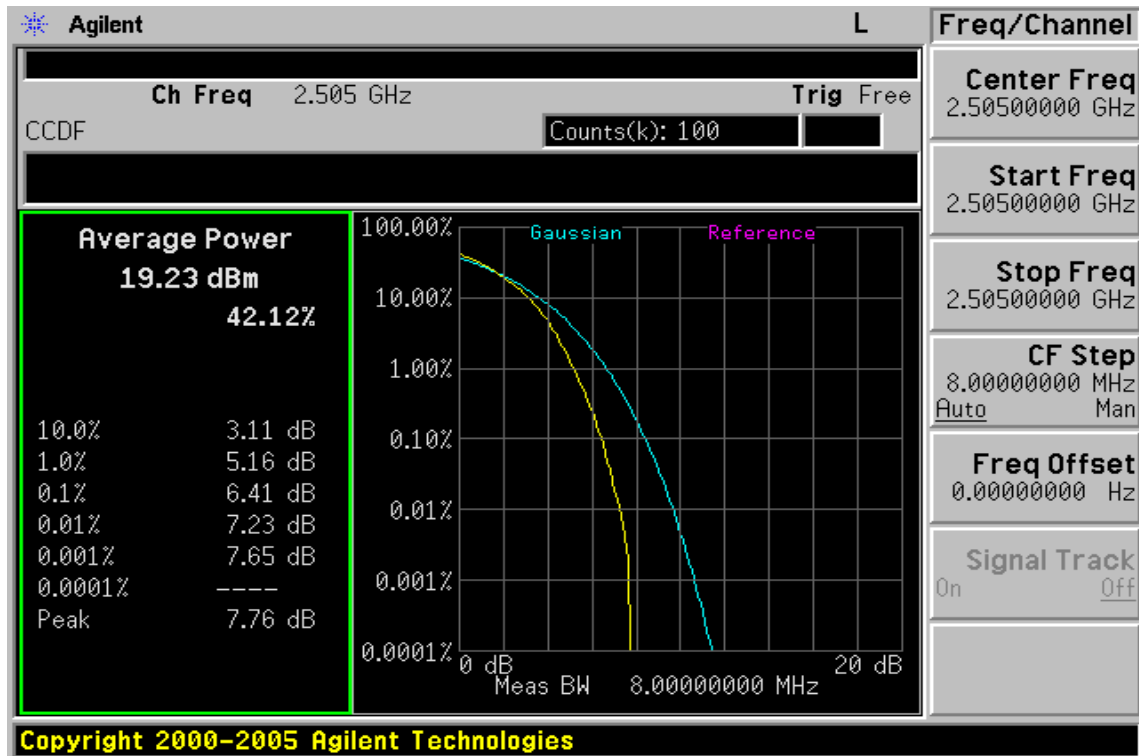 Agilent L Freq/Channel
Ch Freq 2.505 GHz Trig Free
CCDF Counts(k): 100
Average Power
19.23 dBm
42.12%
10.0% 3.11 dB
1.0% 5.16 dB
0.1% 6.41 dB
0.01% 7.23 dB
0.001% 7.65 dB
0.0001% ----
Peak 7.76 dB
Gaussian Reference
100.00%
10.00%
1.00%
0.10%
0.01%
0.001%
0.0001%
0 dB 20 dB
Meas BW 8.00000000 MHz
Center Freq
2.50500000 GHz
Start Freq
2.50500000 GHz
Stop Freq
2.50500000 GHz
CF Step
8.00000000 MHz
Auto Man
Freq Offset
0.00000000 Hz
Signal Track
On Off
Copyright 2000-2005 Agilent Technologies